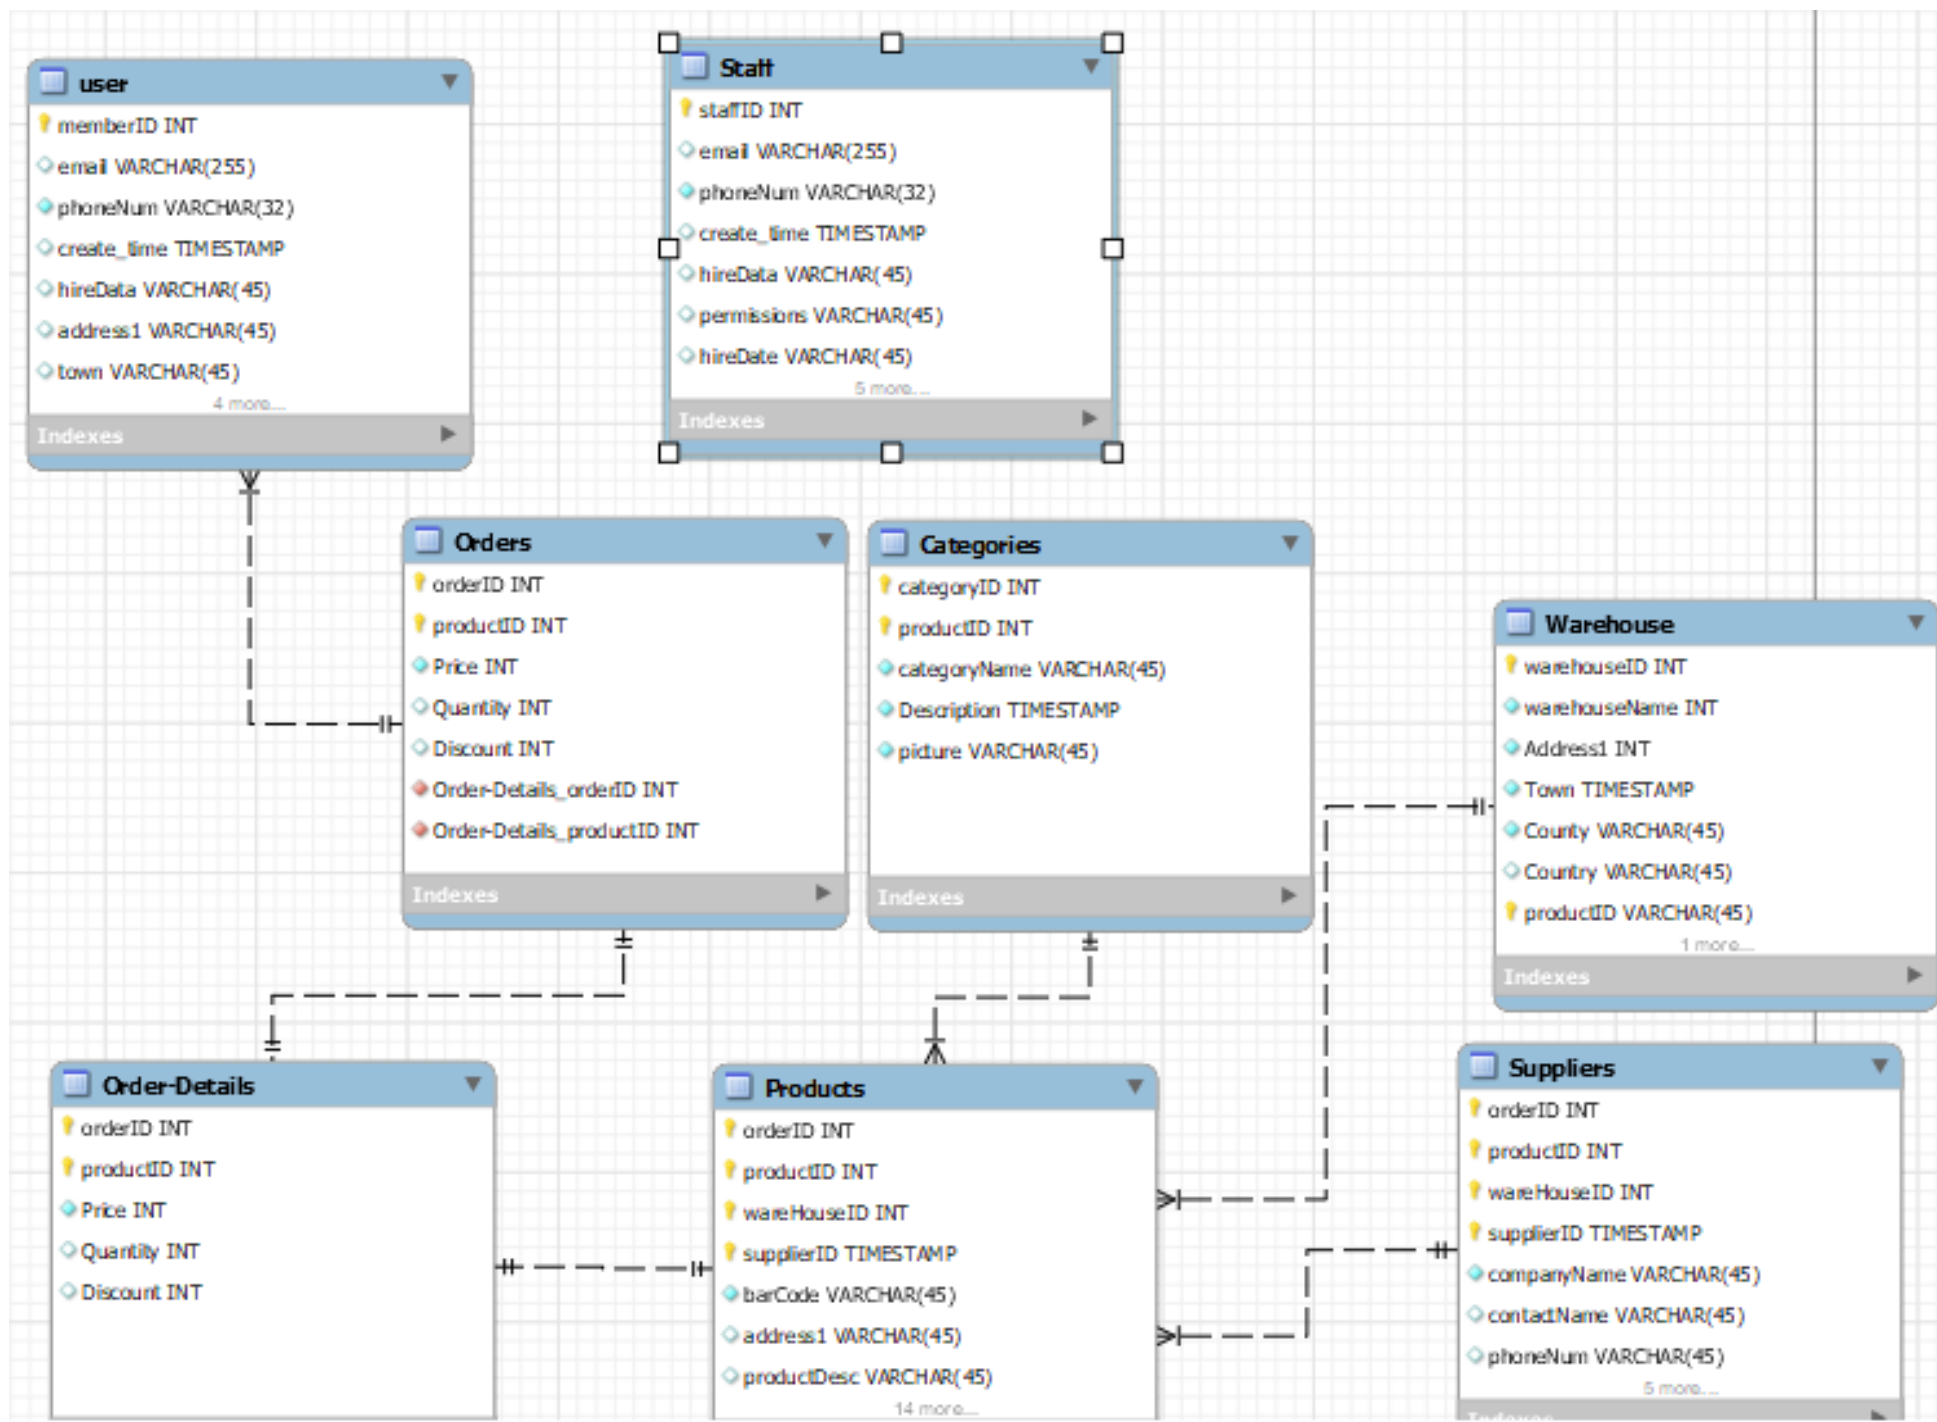 user
memberID INT
email VARCHAR(255)
phoneNum VARCHAR(32)
create_time TIMESTAMP
hireData VARCHAR(45)
address1 VARCHAR(45)
town VARCHAR(45)
4 more...
Indexes
Staff
staffID INT
email VARCHAR(255)
phoneNum VARCHAR(32)
create_time TIMESTAMP
hireData VARCHAR(45)
permissions VARCHAR(45)
hireDate VARCHAR(45)
5 more...
Indexes
Orders
orderID INT
productID INT
Price INT
Quantity INT
Discount INT
Order-Details_orderID INT
Order-Details_productID INT
Indexes
Categories
categoryID INT
productID INT
categoryName VARCHAR(45)
Description TIMESTAMP
picture VARCHAR(45)
Indexes
Warehouse
warehouseID INT
warehouseName INT
Address1 INT
Town TIMESTAMP
County VARCHAR(45)
Country VARCHAR(45)
productID VARCHAR(45)
1 more...
Indexes
Order-Details
orderID INT
productID INT
Price INT
Quantity INT
Discount INT
Products
orderID INT
productID INT
wareHouseID INT
supplierID TIMESTAMP
barCode VARCHAR(45)
address1 VARCHAR(45)
productDesc VARCHAR(45)
14 more...
Suppliers
orderID INT
productID INT
wareHouseID INT
supplierID TIMESTAMP
companyName VARCHAR(45)
contactName VARCHAR(45)
phoneNum VARCHAR(45)
5 more...
Indexes